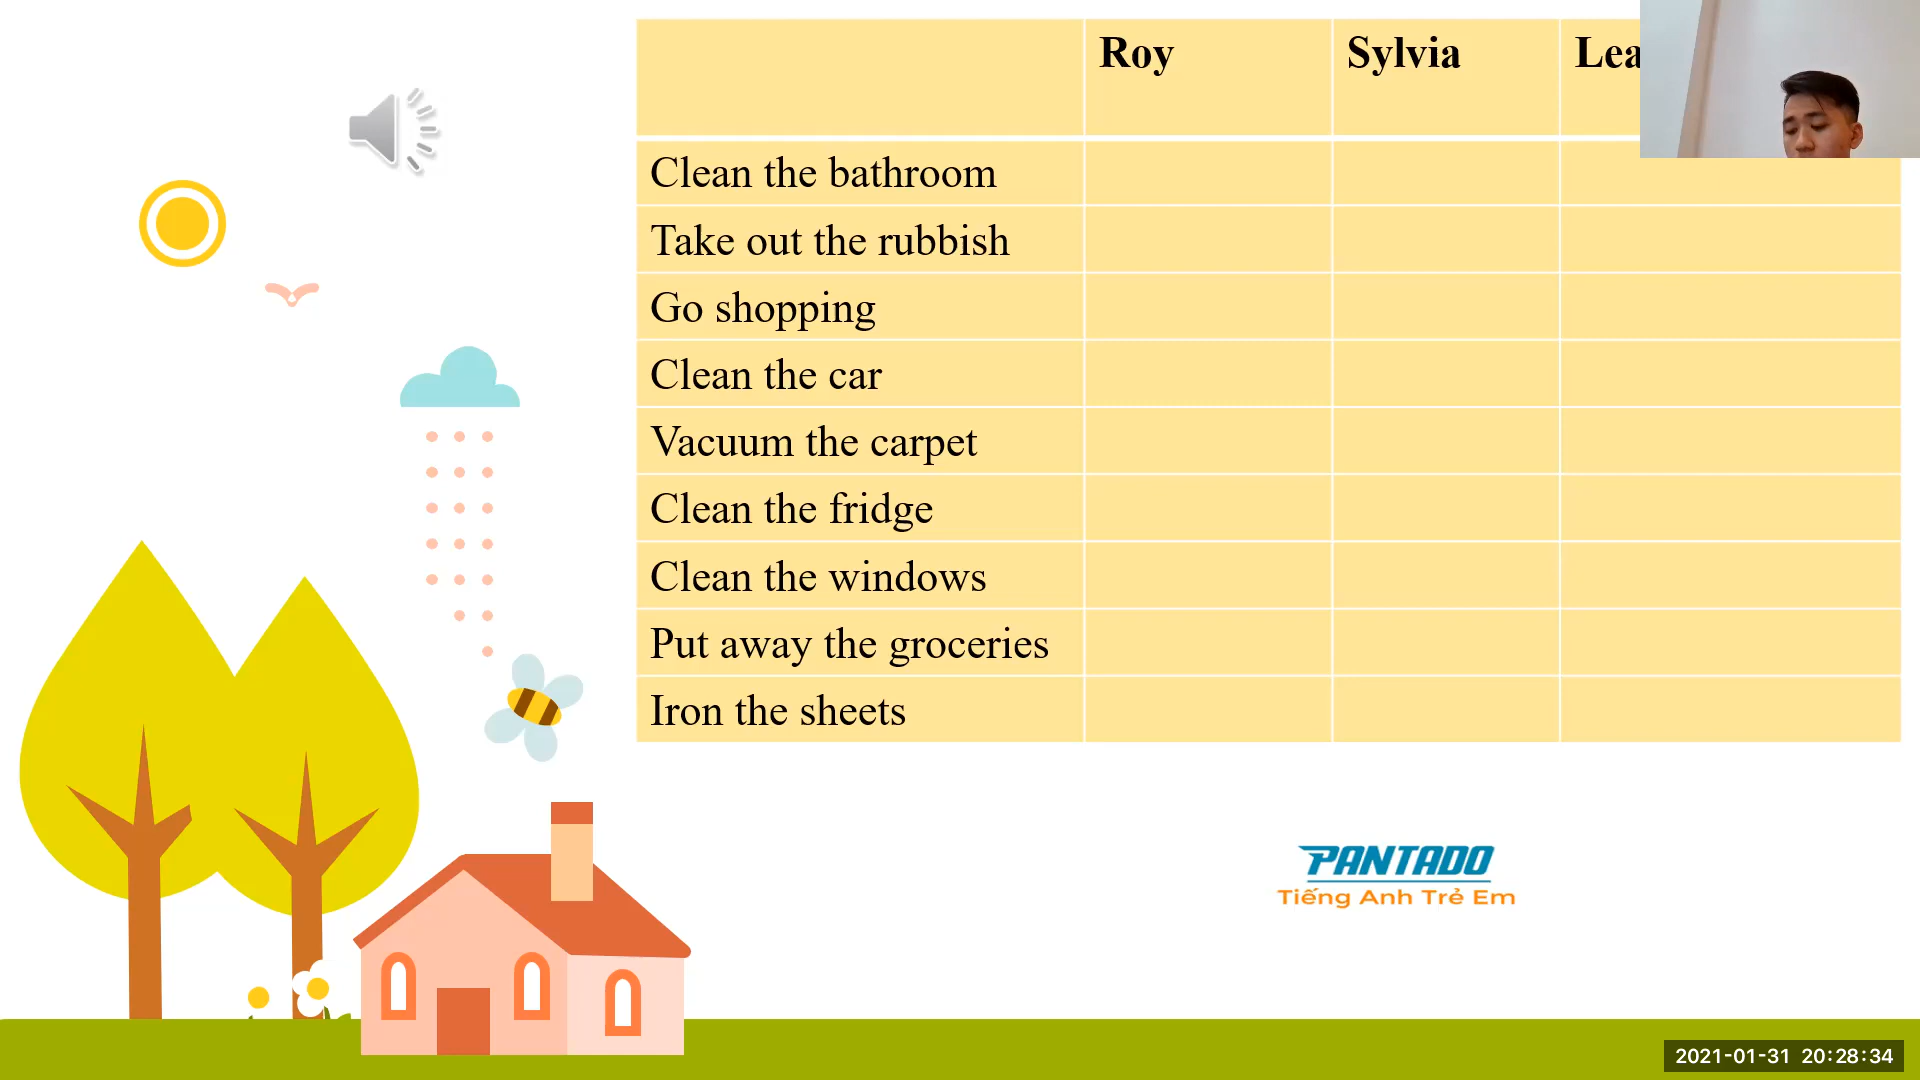 Roy Sylvia Lea
Clean the bathroom
Take out the rubbish
Go shopping
Clean the car
Vacuum the carpet
Clean the fridge
Clean the windows
Put away the groceries
Iron the sheets
PANTADO
Tiếng Anh Trẻ Em
2021-01-31 20:28:34